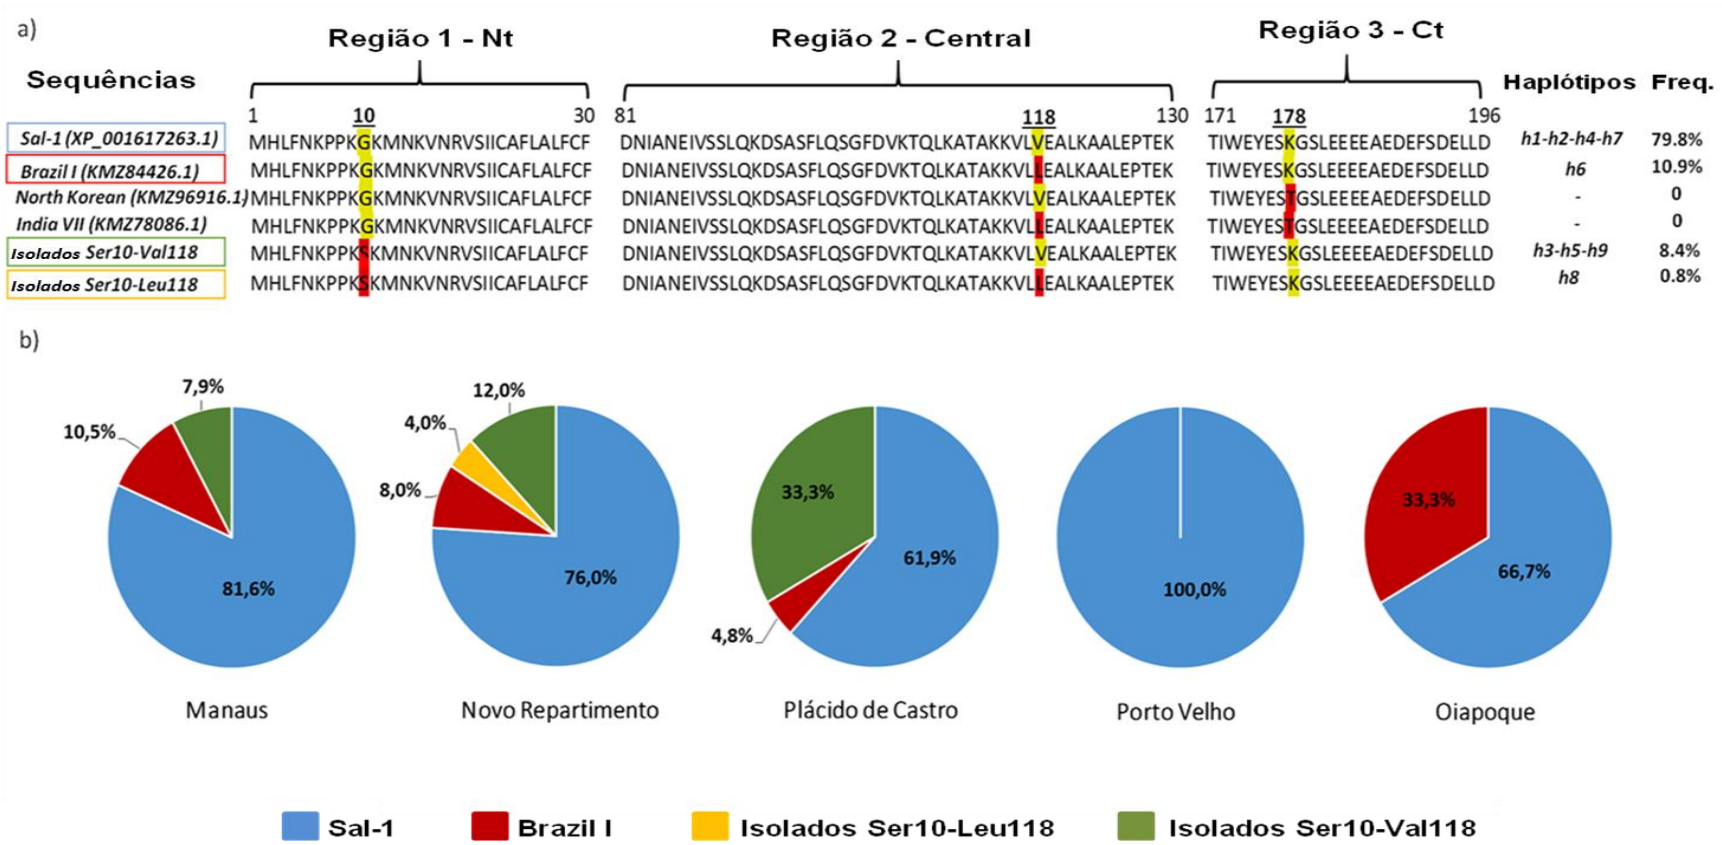 a)
Região 1 - Nt
Região 2 - Central
Região 3 - Ct
Sequências
Haplótipos Freq.
1 10 30 81 118 130 171 178 196
Sal-1 (XP_001617263.1) MHLFNKPPKGKMNKVNRVSIICAFLALFCF DNIANEIVSSLQKDSASFLQSGFDVKTQLKATAKKVLVEALKAALEPTEK TIWEYESKGSLEEEEAEDEFSDELLD h1-h2-h4-h7 79.8%
Brazil I (KMZ84426.1) MHLFNKPPKGKMNKVNRVSIICAFLALFCF DNIANEIVSSLQKDSASFLQSGFDVKTQLKATAKKVLLEALKAALEPTEK TIWEYESKGSLEEEEAEDEFSDELLD h6 10.9%
North Korean (KMZ96916.1) MHLFNKPPKGKMNKVNRVSIICAFLALFCF DNIANEIVSSLQKDSASFLQSGFDVKTQLKATAKKVLVEALKAALEPTEK TIWEYESTGSLEEEEAEDEFSDELLD - 0
India VII (KMZ78086.1) MHLFNKPPKGKMNKVNRVSIICAFLALFCF DNIANEIVSSLQKDSASFLQSGFDVKTQLKATAKKVLLEALKAALEPTEK TIWEYESTGSLEEEEAEDEFSDELLD - 0
Isolados Ser10-Val118 MHLFNKPPKSKMNKVNRVSIICAFLALFCF DNIANEIVSSLQKDSASFLQSGFDVKTQLKATAKKVLVEALKAALEPTEK TIWEYESKGSLEEEEAEDEFSDELLD h3-h5-h9 8.4%
Isolados Ser10-Leu118 MHLFNKPPKSKMNKVNRVSIICAFLALFCF DNIANEIVSSLQKDSASFLQSGFDVKTQLKATAKKVLLEALKAALEPTEK TIWEYESKGSLEEEEAEDEFSDELLD h8 0.8%
b)
7,9%
10,5%
81,6%
12,0%
4,0%
8,0%
76,0%
33,3%
61,9%
4,8%
100,0%
33,3%
66,7%
Manaus
Novo Repartimento
Plácido de Castro
Porto Velho
Oiapoque
Sal-1
Brazil I
Isolados Ser10-Leu118
Isolados Ser10-Val118